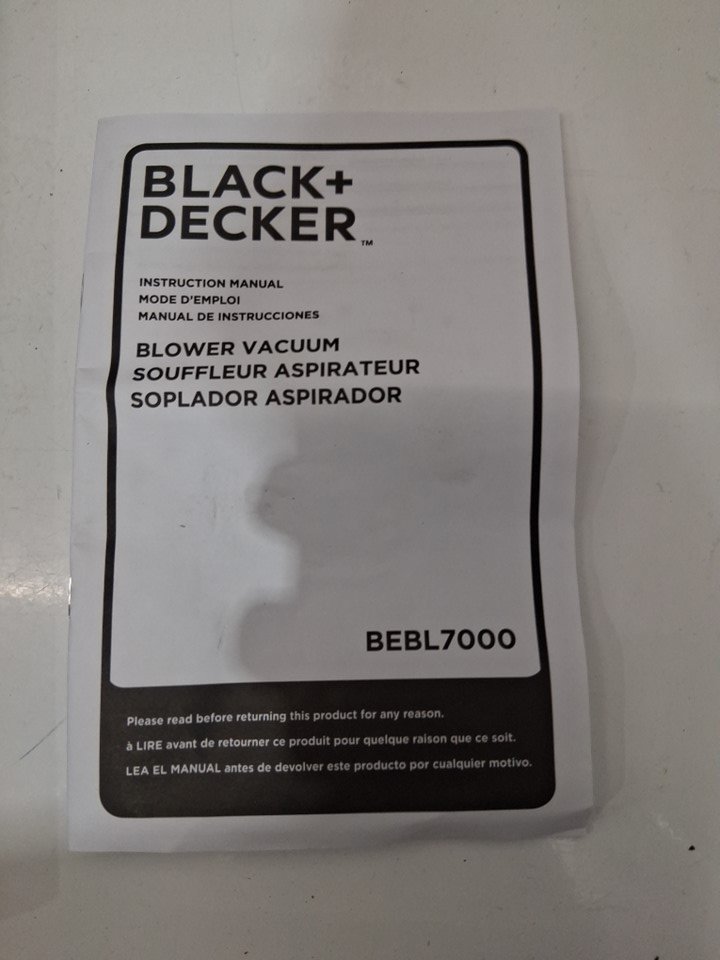 BLACK+
DECKER™
INSTRUCTION MANUAL
MODE D'EMPLOI
MANUAL DE INSTRUCCIONES
BLOWER VACUUM
SOUFFLEUR ASPIRATEUR
SOPLADOR ASPIRADOR
BEBL7000
Please read before returning this product for any reason.
à LIRE avant de retourner ce produit pour quelque raison que ce soit.
LEA EL MANUAL antes de devolver este producto por cualquier motivo.